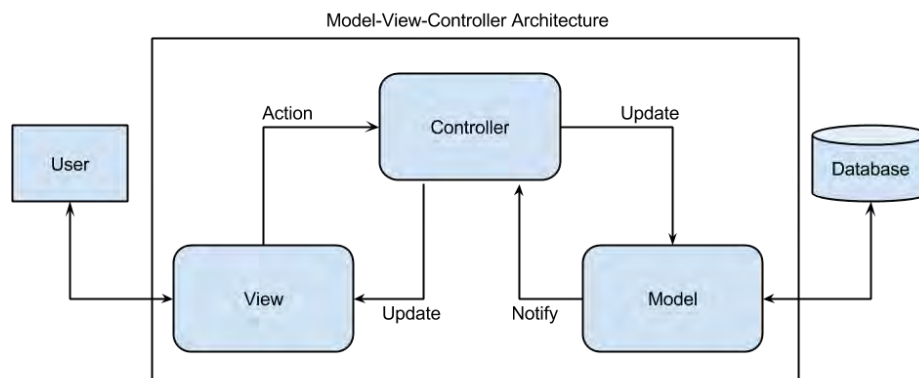 Model-View-Controller Architecture
Action
Controller
Update
User
Database
View
Update
Notify
Model